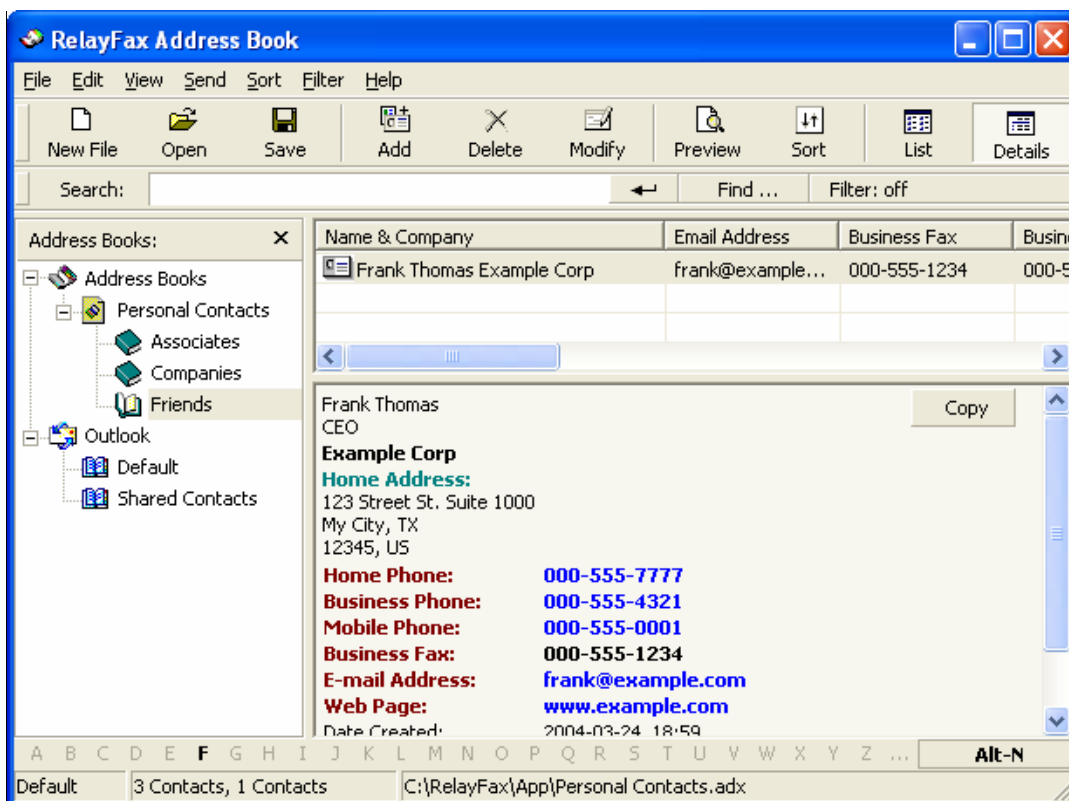 RelayFax Address Book
File Edit View Send Sort Filter Help
New File Open Save Add Delete Modify Preview Sort List Details
Search: Find ... Filter: off
Address Books:
Address Books
Personal Contacts
Associates
Companies
Friends
Outlook
Default
Shared Contacts
Name & Company Email Address Business Fax Busin
Frank Thomas Example Corp frank@example... 000-555-1234 000-5
Frank Thomas Copy
CEO
Example Corp
Home Address:
123 Street St. Suite 1000
My City, TX
12345, US
Home Phone: 000-555-7777
Business Phone: 000-555-4321
Mobile Phone: 000-555-0001
Business Fax: 000-555-1234
E-mail Address: frank@example.com
Web Page: www.example.com
Date Created: 2004-03-24 18:59
A B C D E F G H I J K L M N O P Q R S T U V W X Y Z ... Alt-N
Default 3 Contacts, 1 Contacts C:\RelayFax\App\Personal Contacts.adx